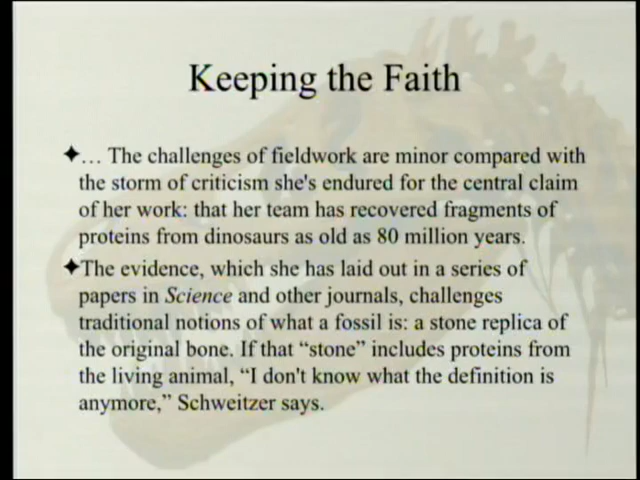 Keeping the Faith
✦… The challenges of fieldwork are minor compared with
the storm of criticism she's endured for the central claim
of her work: that her team has recovered fragments of
proteins from dinosaurs as old as 80 million years.
✦The evidence, which she has laid out in a series of
papers in Science and other journals, challenges
traditional notions of what a fossil is: a stone replica of
the original bone. If that “stone” includes proteins from
the living animal, “I don't know what the definition is
anymore,” Schweitzer says.